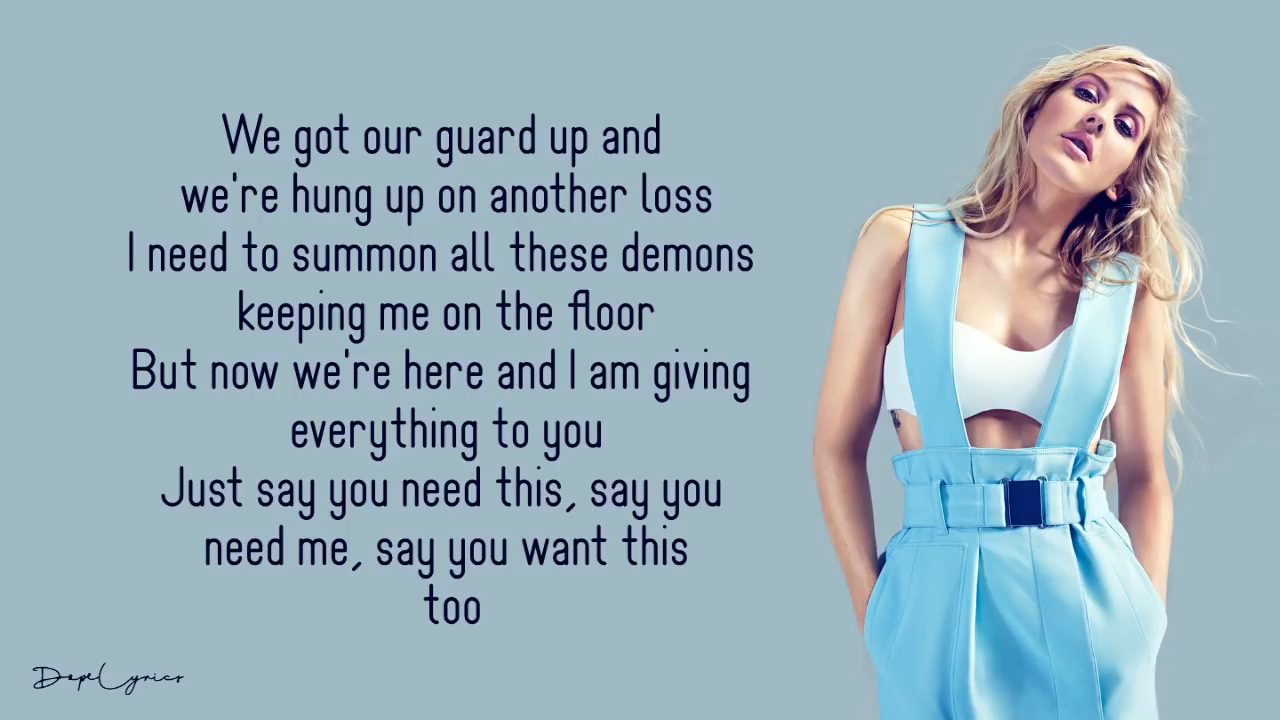 We got our guard up and
we're hung up on another loss
I need to summon all these demons
keeping me on the floor
But now we're here and I am giving
everything to you
Just say you need this, say you
need me, say you want this
too
DopeLyrics